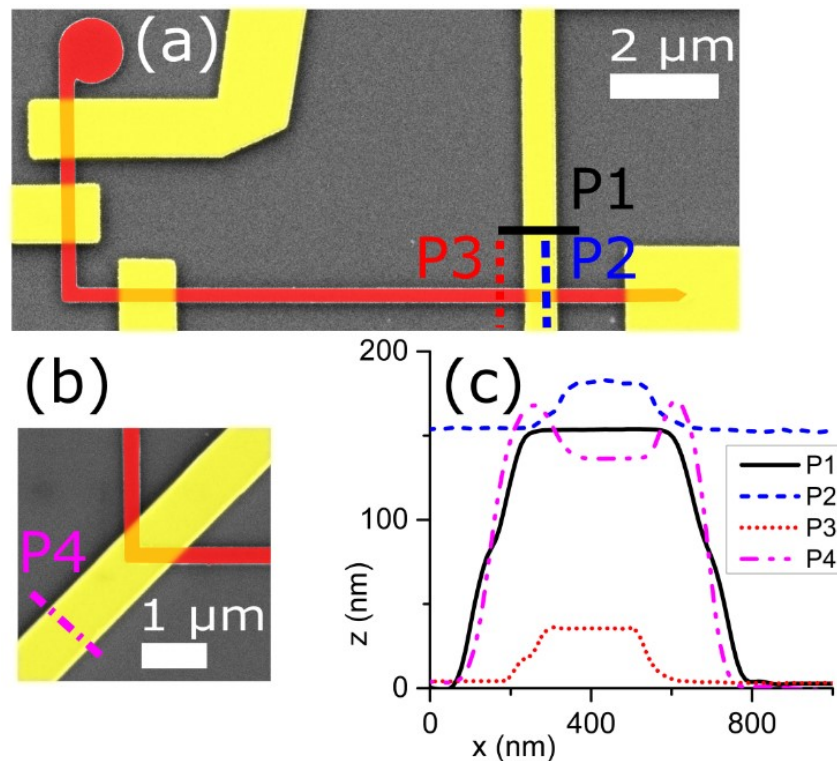 (a)
2 μm
P1
P3
P2
(b)
P4
1 μm
(c)
200
100
0
z (nm)
0
400
800
x (nm)
P1
P2
P3
P4